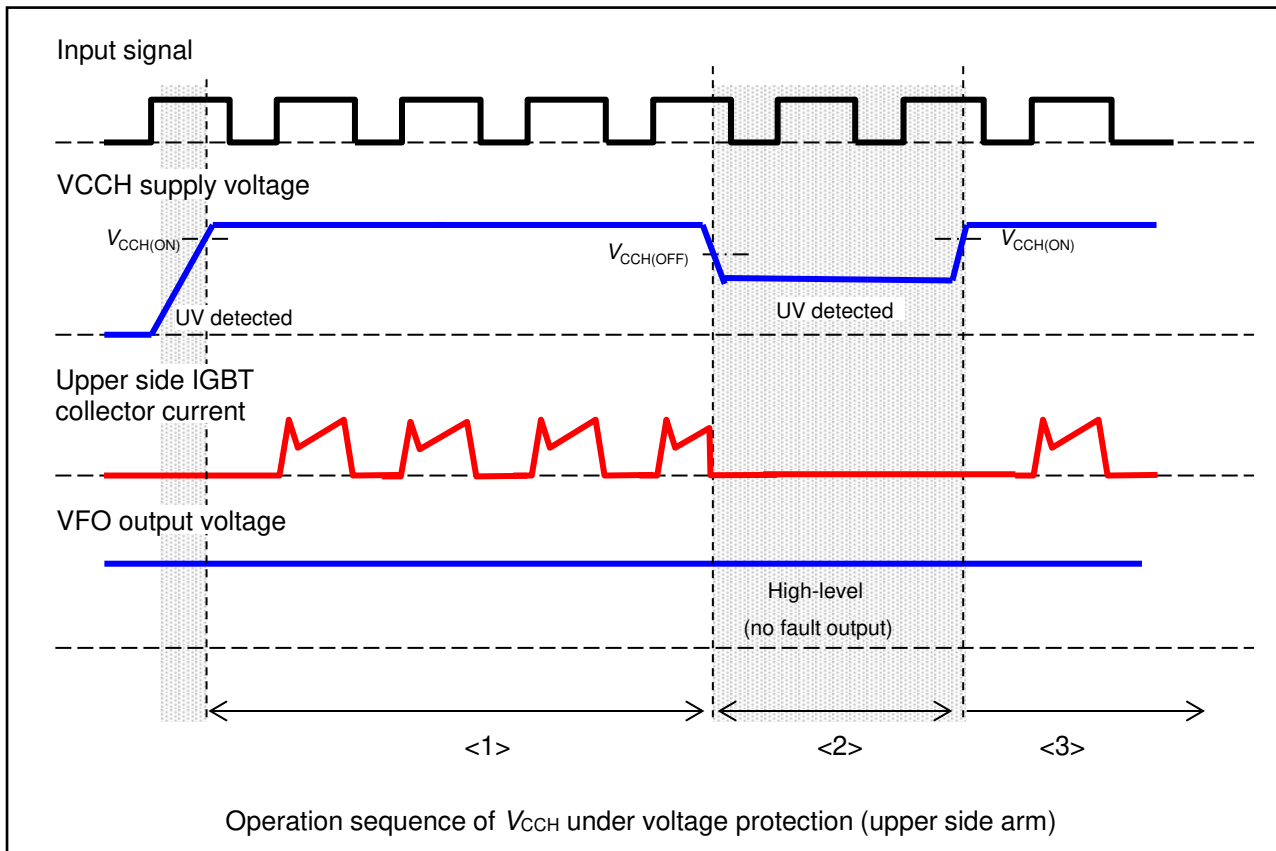 Input signal
VCCH supply voltage
VCCH(ON)
VCCH(OFF)
VCCH(ON)
UV detected
UV detected
Upper side IGBT
collector current
VFO output voltage
High-level
(no fault output)
<1>
<2>
<3>
Operation sequence of VCCH under voltage protection (upper side arm)